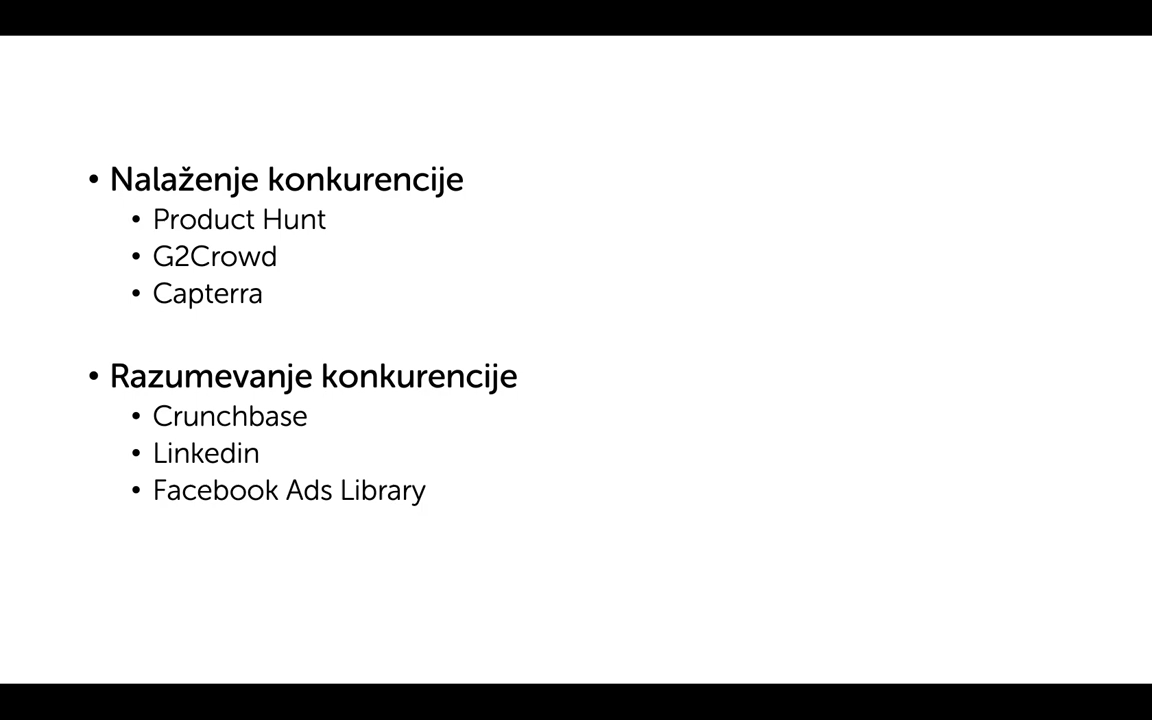 • Nalaženje konkurencije
• Product Hunt
• G2Crowd
• Capterra
• Razumevanje konkurencije
• Crunchbase
• Linkedin
• Facebook Ads Library